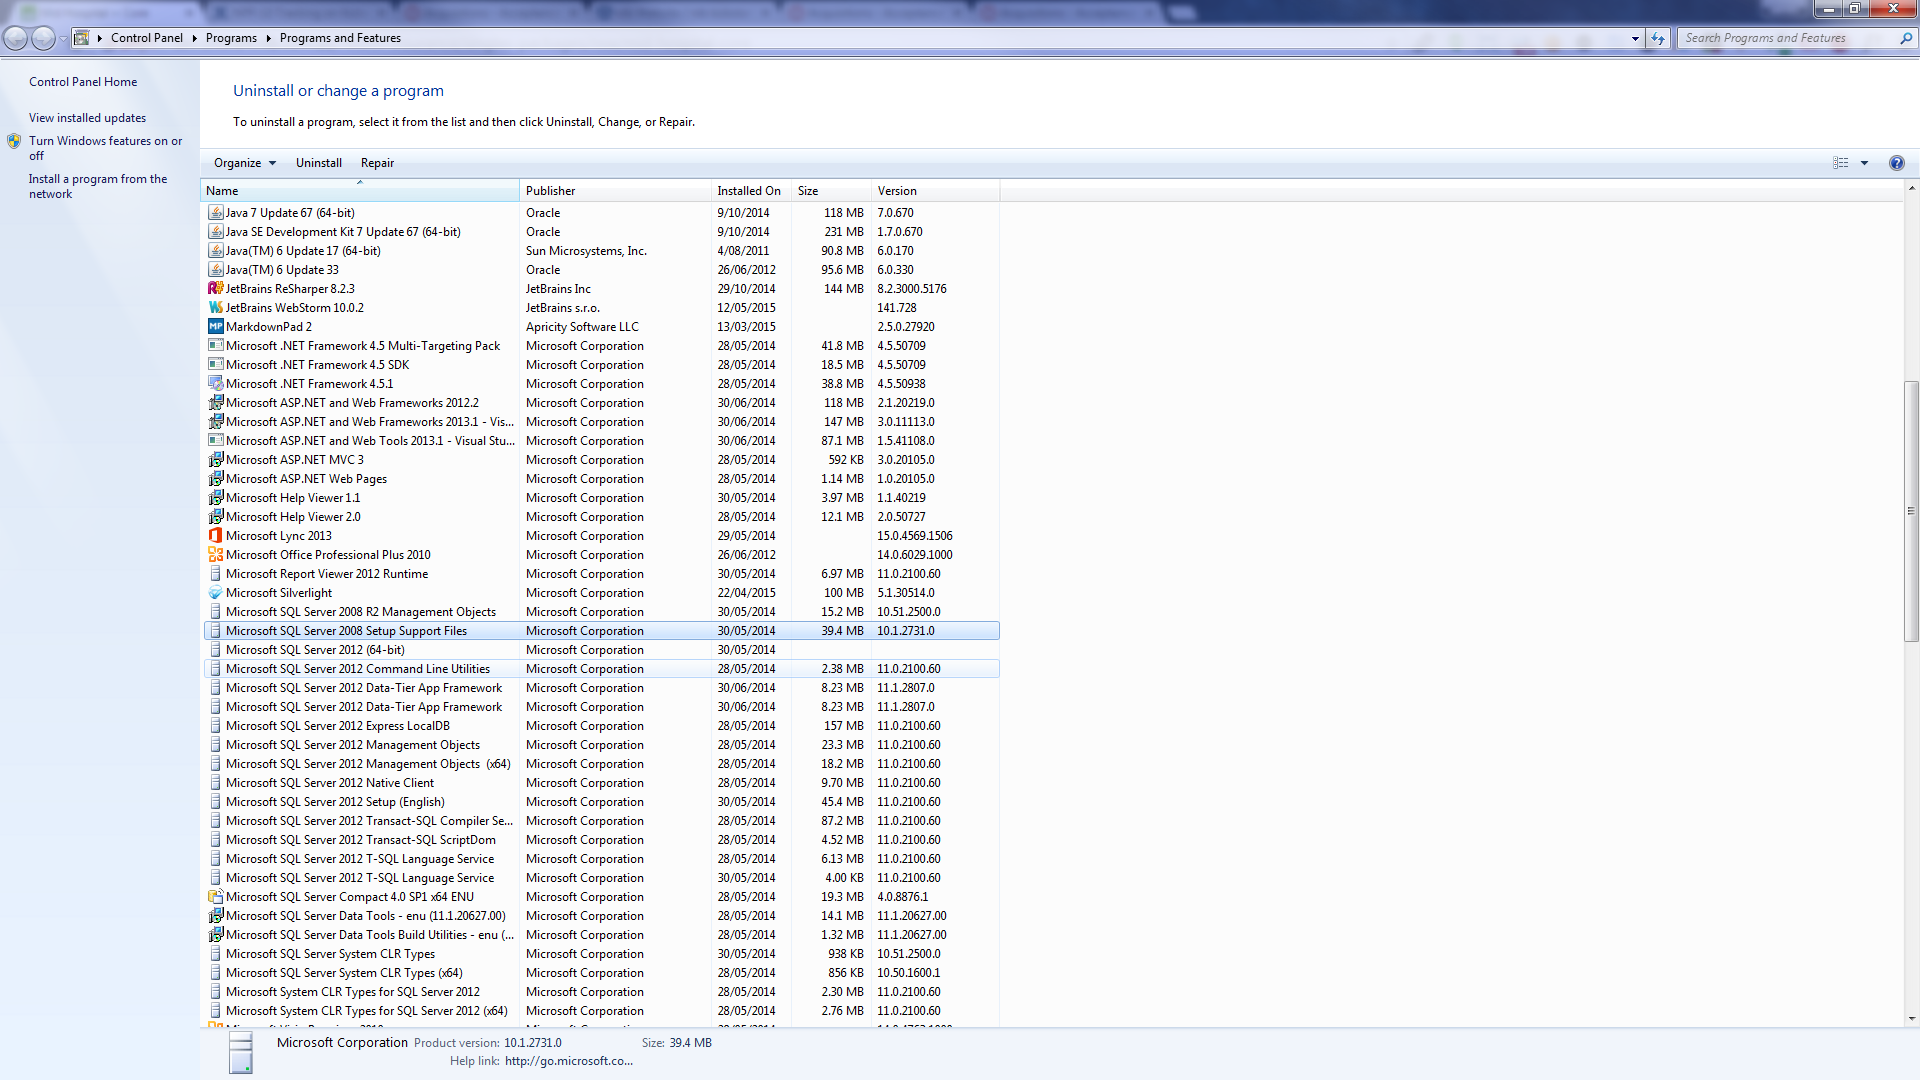 Control Panel Programs Programs and Features Search Programs and Features
Control Panel Home
View installed updates
Turn Windows features on or
off
Install a program from the
network
Uninstall or change a program
To uninstall a program, select it from the list and then click Uninstall, Change, or Repair.
Organize Uninstall Repair
Name Publisher Installed On Size Version
Java 7 Update 67 (64-bit) Oracle 9/10/2014 118 MB 7.0.670
Java SE Development Kit 7 Update 67 (64-bit) Oracle 9/10/2014 231 MB 1.7.0.670
Java(TM) 6 Update 17 (64-bit) Sun Microsystems, Inc. 4/08/2011 90.8 MB 6.0.170
Java(TM) 6 Update 33 Oracle 26/06/2012 95.6 MB 6.0.330
JetBrains ReSharper 8.2.3 JetBrains Inc 29/10/2014 144 MB 8.2.3000.5176
JetBrains WebStorm 10.0.2 JetBrains s.r.o. 12/05/2015 141.728
MarkdownPad 2 Apricity Software LLC 13/03/2015 2.5.0.27920
Microsoft .NET Framework 4.5 Multi-Targeting Pack Microsoft Corporation 28/05/2014 41.8 MB 4.5.50709
Microsoft .NET Framework 4.5 SDK Microsoft Corporation 28/05/2014 18.5 MB 4.5.50709
Microsoft .NET Framework 4.5.1 Microsoft Corporation 28/05/2014 38.8 MB 4.5.50938
Microsoft ASP.NET and Web Frameworks 2012.2 Microsoft Corporation 30/06/2014 118 MB 2.1.20219.0
Microsoft ASP.NET and Web Frameworks 2013.1 - Vis... Microsoft Corporation 30/06/2014 147 MB 3.0.11113.0
Microsoft ASP.NET and Web Tools 2013.1 - Visual Stu... Microsoft Corporation 30/06/2014 87.1 MB 1.5.41108.0
Microsoft ASP.NET MVC 3 Microsoft Corporation 28/05/2014 592 KB 3.0.20105.0
Microsoft ASP.NET Web Pages Microsoft Corporation 28/05/2014 1.14 MB 1.0.20105.0
Microsoft Help Viewer 1.1 Microsoft Corporation 30/05/2014 3.97 MB 1.1.40219
Microsoft Help Viewer 2.0 Microsoft Corporation 28/05/2014 12.1 MB 2.0.50727
Microsoft Lync 2013 Microsoft Corporation 29/05/2014 15.0.4569.1506
Microsoft Office Professional Plus 2010 Microsoft Corporation 26/06/2012 14.0.6029.1000
Microsoft Report Viewer 2012 Runtime Microsoft Corporation 30/05/2014 6.97 MB 11.0.2100.60
Microsoft Silverlight Microsoft Corporation 22/04/2015 100 MB 5.1.30514.0
Microsoft SQL Server 2008 R2 Management Objects Microsoft Corporation 30/05/2014 15.2 MB 10.51.2500.0
Microsoft SQL Server 2008 Setup Support Files Microsoft Corporation 30/05/2014 39.4 MB 10.1.2731.0
Microsoft SQL Server 2012 (64-bit) Microsoft Corporation 30/05/2014
Microsoft SQL Server 2012 Command Line Utilities Microsoft Corporation 28/05/2014 2.38 MB 11.0.2100.60
Microsoft SQL Server 2012 Data-Tier App Framework Microsoft Corporation 30/06/2014 8.23 MB 11.1.2807.0
Microsoft SQL Server 2012 Data-Tier App Framework Microsoft Corporation 30/06/2014 8.23 MB 11.1.2807.0
Microsoft SQL Server 2012 Express LocalDB Microsoft Corporation 28/05/2014 157 MB 11.0.2100.60
Microsoft SQL Server 2012 Management Objects Microsoft Corporation 28/05/2014 23.3 MB 11.0.2100.60
Microsoft SQL Server 2012 Management Objects (x64) Microsoft Corporation 28/05/2014 18.2 MB 11.0.2100.60
Microsoft SQL Server 2012 Native Client Microsoft Corporation 28/05/2014 9.70 MB 11.0.2100.60
Microsoft SQL Server 2012 Setup (English) Microsoft Corporation 30/05/2014 45.4 MB 11.0.2100.60
Microsoft SQL Server 2012 Transact-SQL Compiler Se... Microsoft Corporation 28/05/2014 87.2 MB 11.0.2100.60
Microsoft SQL Server 2012 Transact-SQL ScriptDom Microsoft Corporation 28/05/2014 4.52 MB 11.0.2100.60
Microsoft SQL Server 2012 T-SQL Language Service Microsoft Corporation 28/05/2014 6.13 MB 11.0.2100.60
Microsoft SQL Server 2012 T-SQL Language Service Microsoft Corporation 30/05/2014 4.00 KB 11.0.2100.60
Microsoft SQL Server Compact 4.0 SP1 x64 ENU Microsoft Corporation 28/05/2014 19.3 MB 4.0.8876.1
Microsoft SQL Server Data Tools - enu (11.1.20627.00) Microsoft Corporation 28/05/2014 14.1 MB 11.1.20627.00
Microsoft SQL Server Data Tools Build Utilities - enu (... Microsoft Corporation 28/05/2014 1.32 MB 11.1.20627.00
Microsoft SQL Server System CLR Types Microsoft Corporation 30/05/2014 938 KB 10.51.2500.0
Microsoft SQL Server System CLR Types (x64) Microsoft Corporation 28/05/2014 856 KB 10.50.1600.1
Microsoft System CLR Types for SQL Server 2012 Microsoft Corporation 28/05/2014 2.30 MB 11.0.2100.60
Microsoft System CLR Types for SQL Server 2012 (x64) Microsoft Corporation 28/05/2014 2.76 MB 11.0.2100.60
Microsoft Corporation Product version: 10.1.2731.0 Size: 39.4 MB
Help link: http://go.microsoft.co...